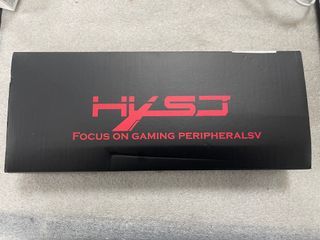 HXSJ
FOCUS ON GAMING PERIPHERALSV